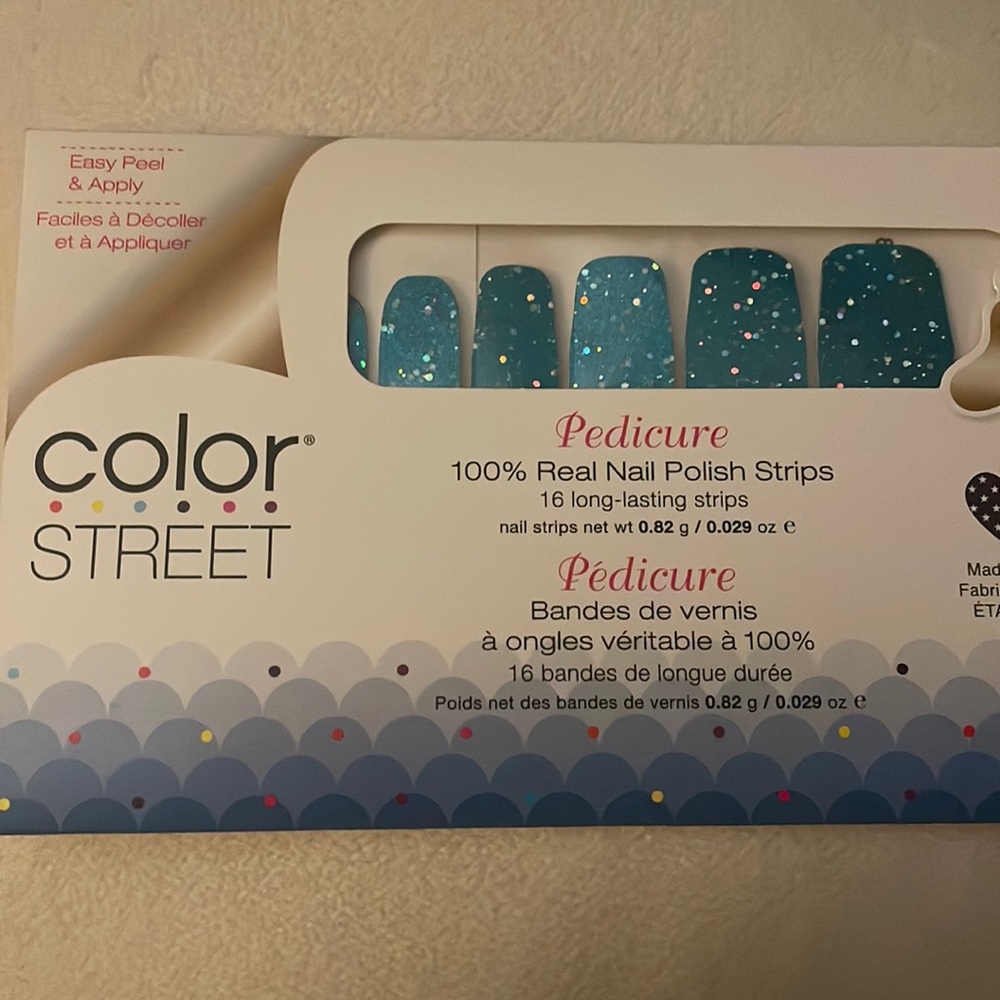 Easy Peel
& Apply
Faciles à Décoller
et à Appliquer
color®
STREET
Pedicure
100% Real Nail Polish Strips
16 long-lasting strips
nail strips net wt 0.82 g / 0.029 oz ℮
Pédicure
Bandes de vernis
à ongles véritable à 100%
16 bandes de longue durée
Poids net des bandes de vernis 0.82 g / 0.029 oz ℮